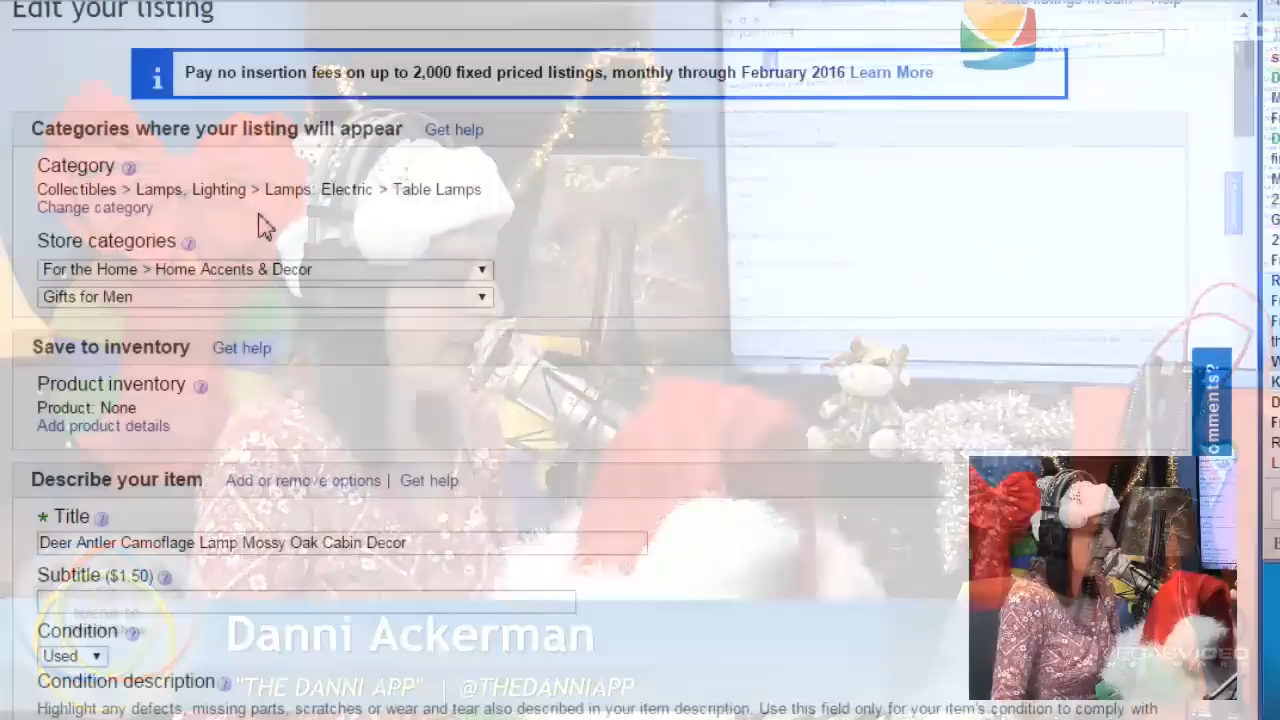 Edit your listing
Pay no insertion fees on up to 2,000 fixed priced listings, monthly through February 2016 Learn More
Categories where your listing will appear Get help
Category
Collectibles > Lamps, Lighting > Lamps: Electric > Table Lamps
Change category
Store categories
For the Home > Home Accents & Decor
Gifts for Men
Save to inventory Get help
Product inventory
Product: None
Add product details
omments?
Describe your item Add or remove options | Get help
* Title
Deer Antler Camoflage Lamp Mossy Oak Cabin Decor
Subtitle ($1.50)
Condition
Used
Danni Ackerman
Condition description
"THE DANNI APP" | @THEDANNIAPP
Highlight any defects, missing parts, scratches or wear and tear also described in your item description. Use this field only for your item's condition to comply with